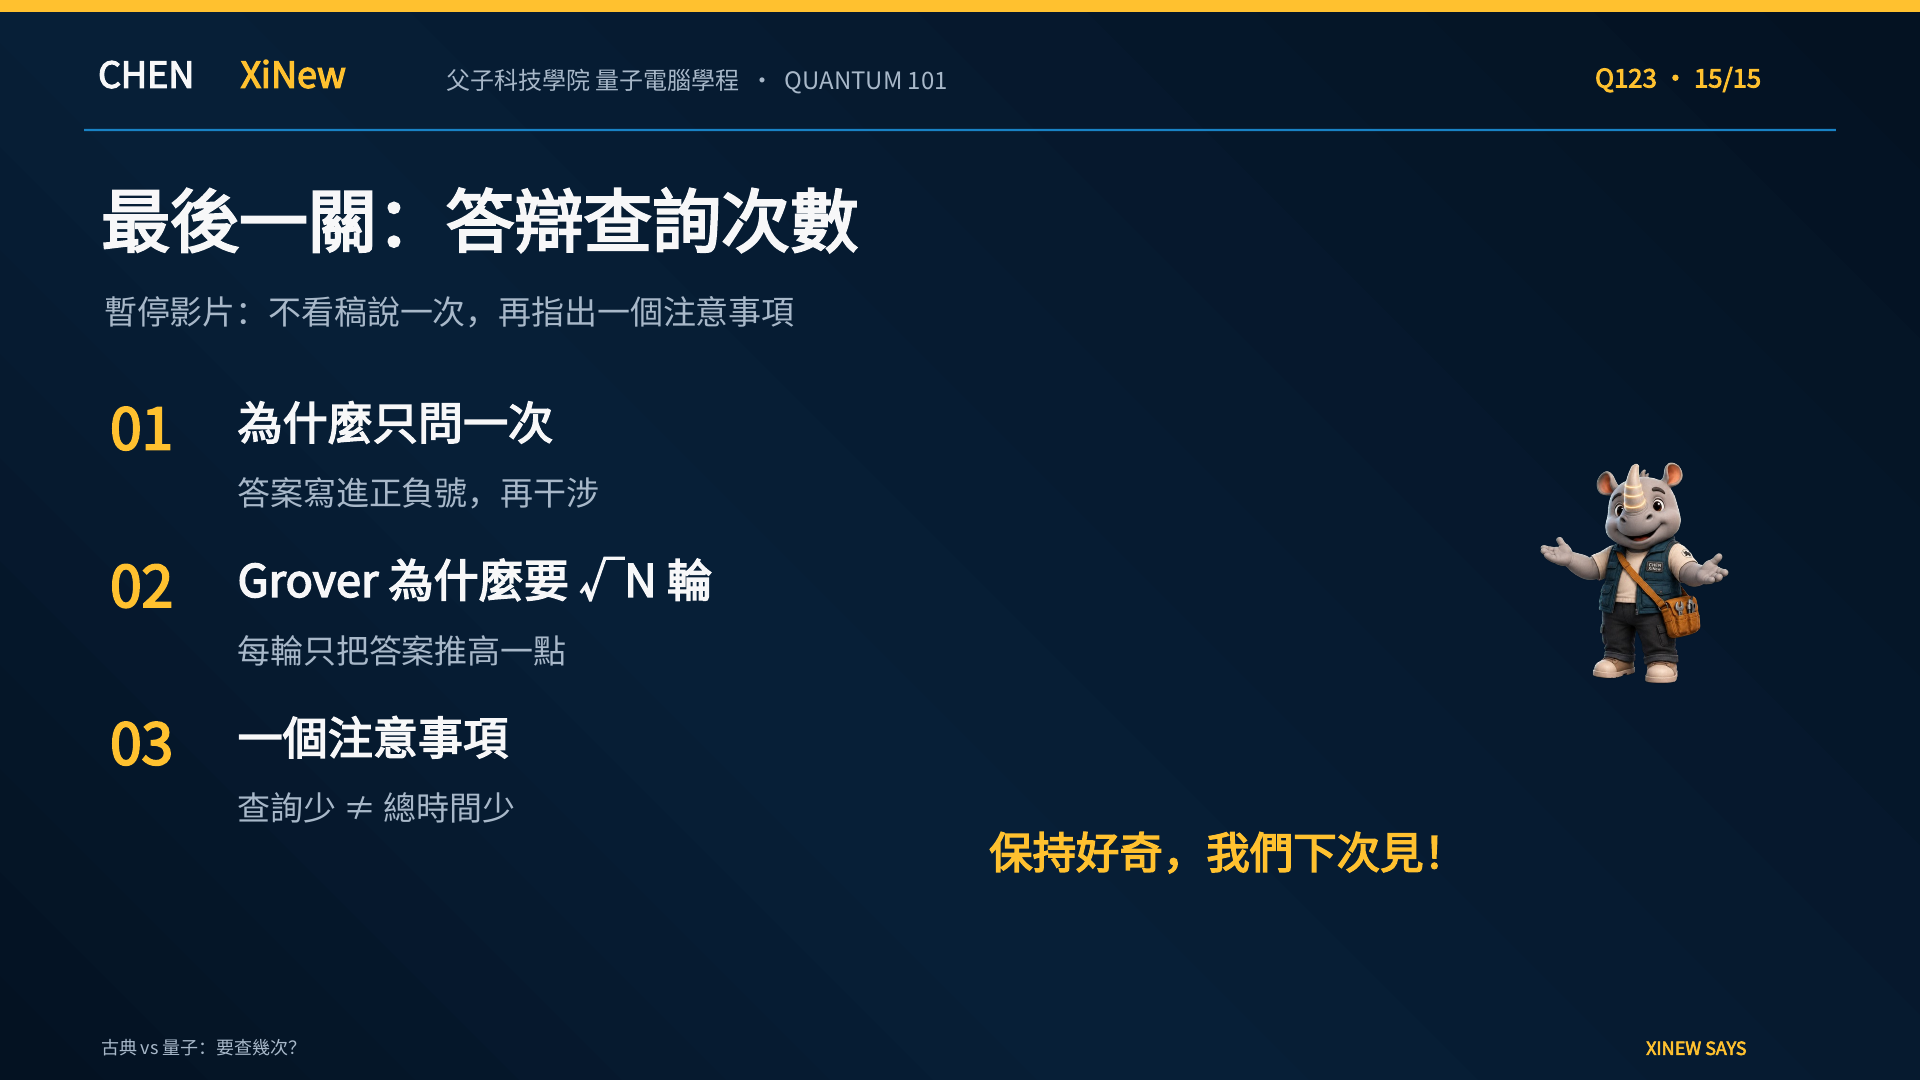 CHEN XiNew 父子科技學院 量子電腦學程 · QUANTUM 101 Q123 · 15/15
最後一關：答辯查詢次數
暫停影片：不看稿說一次，再指出一個注意事項
01 為什麼只問一次
答案寫進正負號，再干涉
02 Grover 為什麼要 √N 輪
每輪只把答案推高一點
03 一個注意事項
查詢少 ≠ 總時間少
保持好奇，我們下次見！
古典 vs 量子：要查幾次？ XINEW SAYS